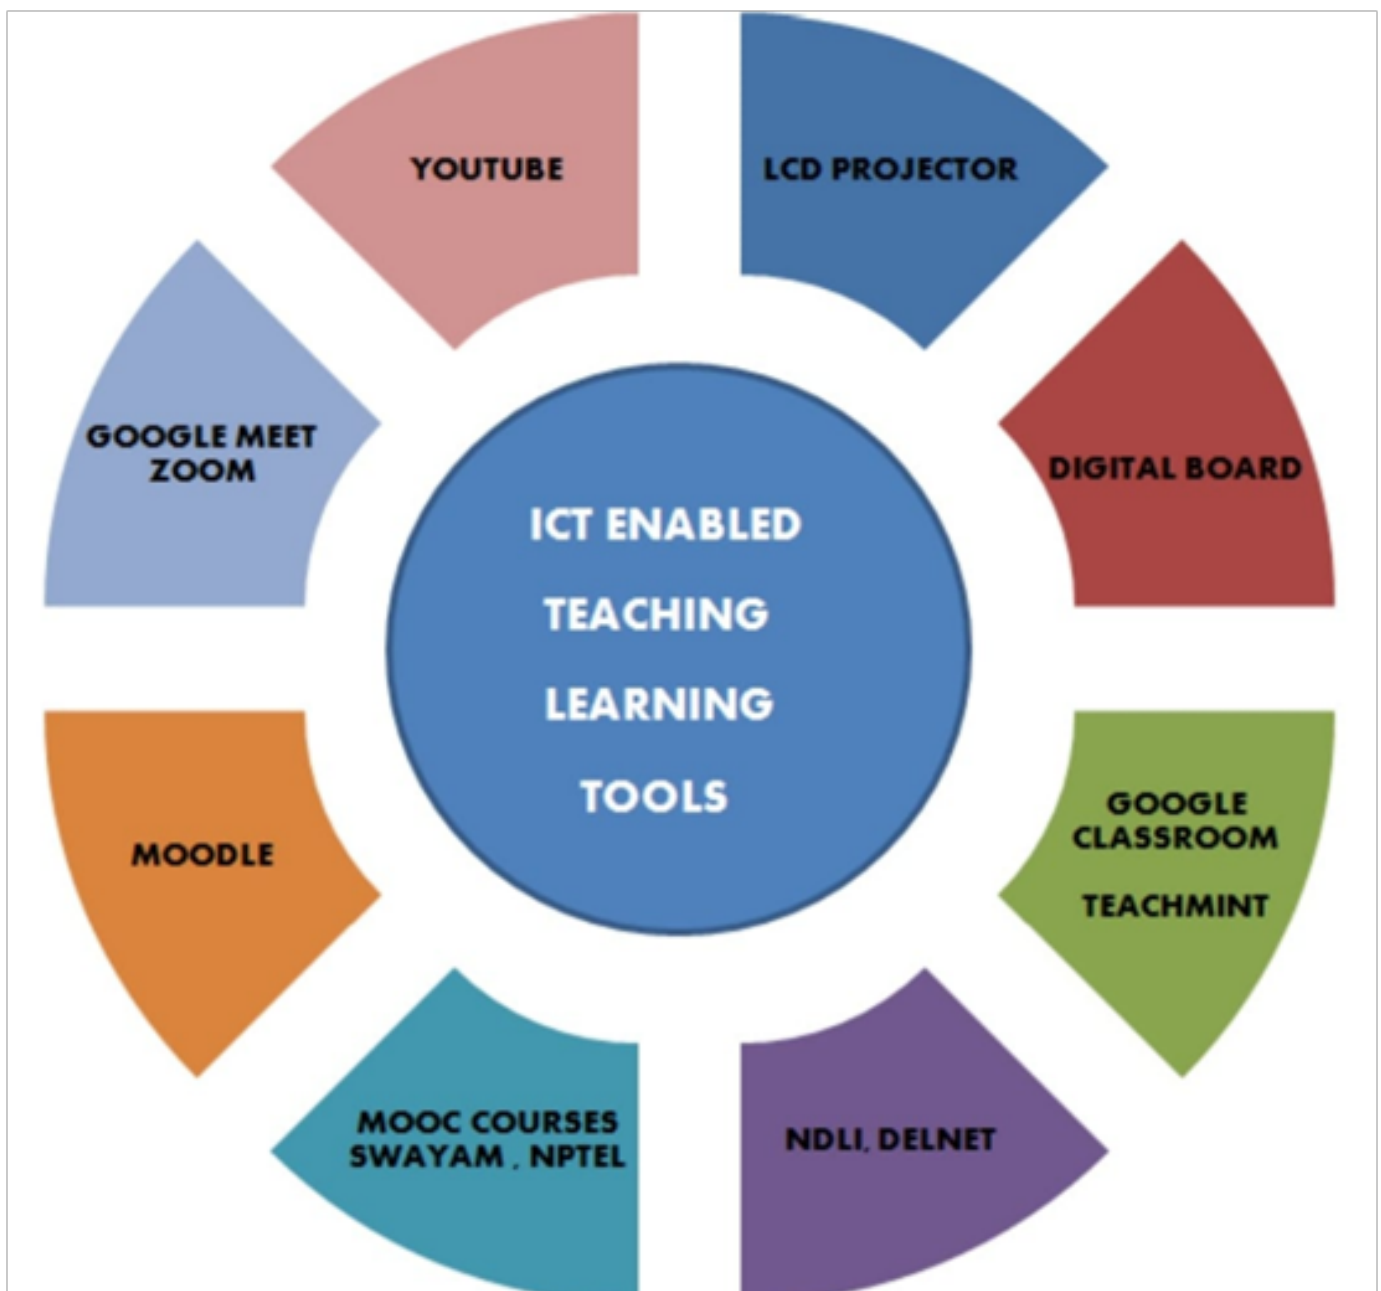 YOUTUBE
LCD PROJECTOR
GOOGLE MEET
ZOOM
DIGITAL BOARD
ICT ENABLED
TEACHING
LEARNING
TOOLS
MOODLE
GOOGLE
CLASSROOM
TEACHMINT
MOOC COURSES
SWAYAM , NPTEL
NDLI, DELNET